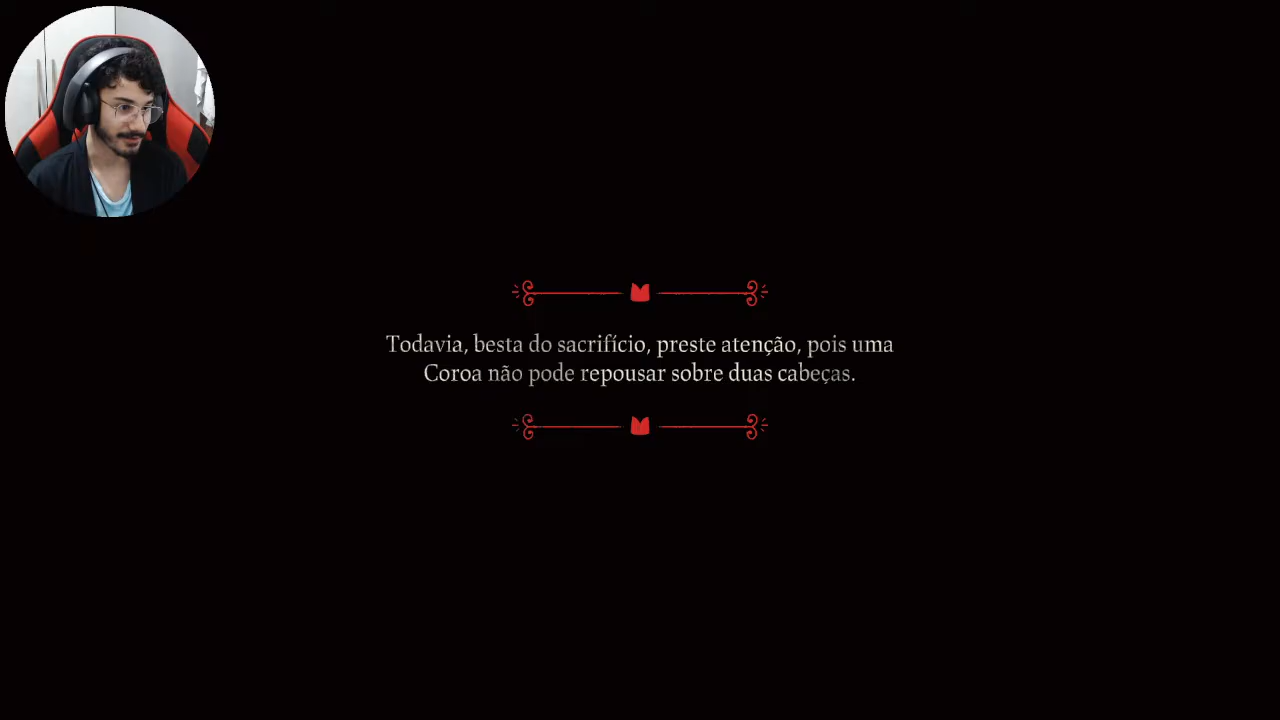 Todavia, besta do sacrifício, preste atenção, pois uma
Coroa não pode repousar sobre duas cabeças.